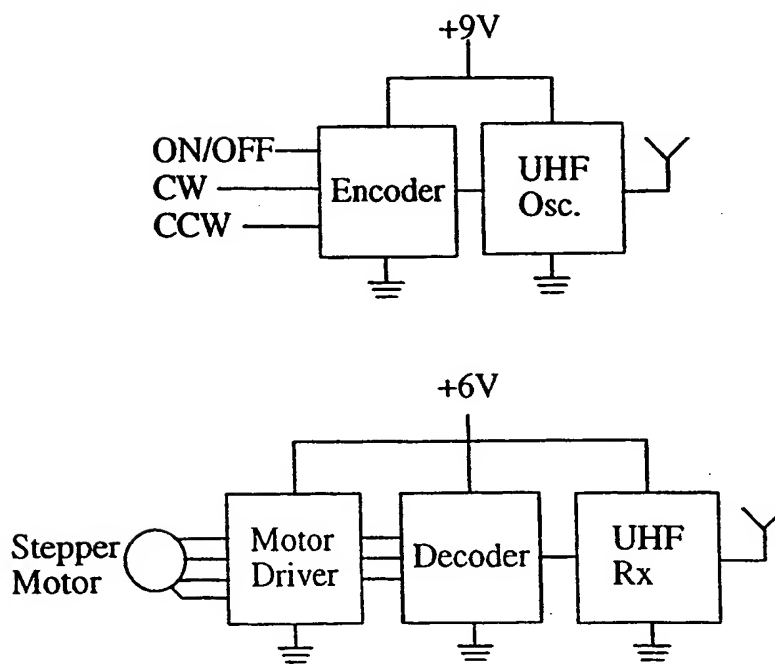 +9V
ON/OFF
CW
CCW
Encoder
UHF
Osc.
+6V
Stepper
Motor
Motor
Driver
Decoder
UHF
Rx